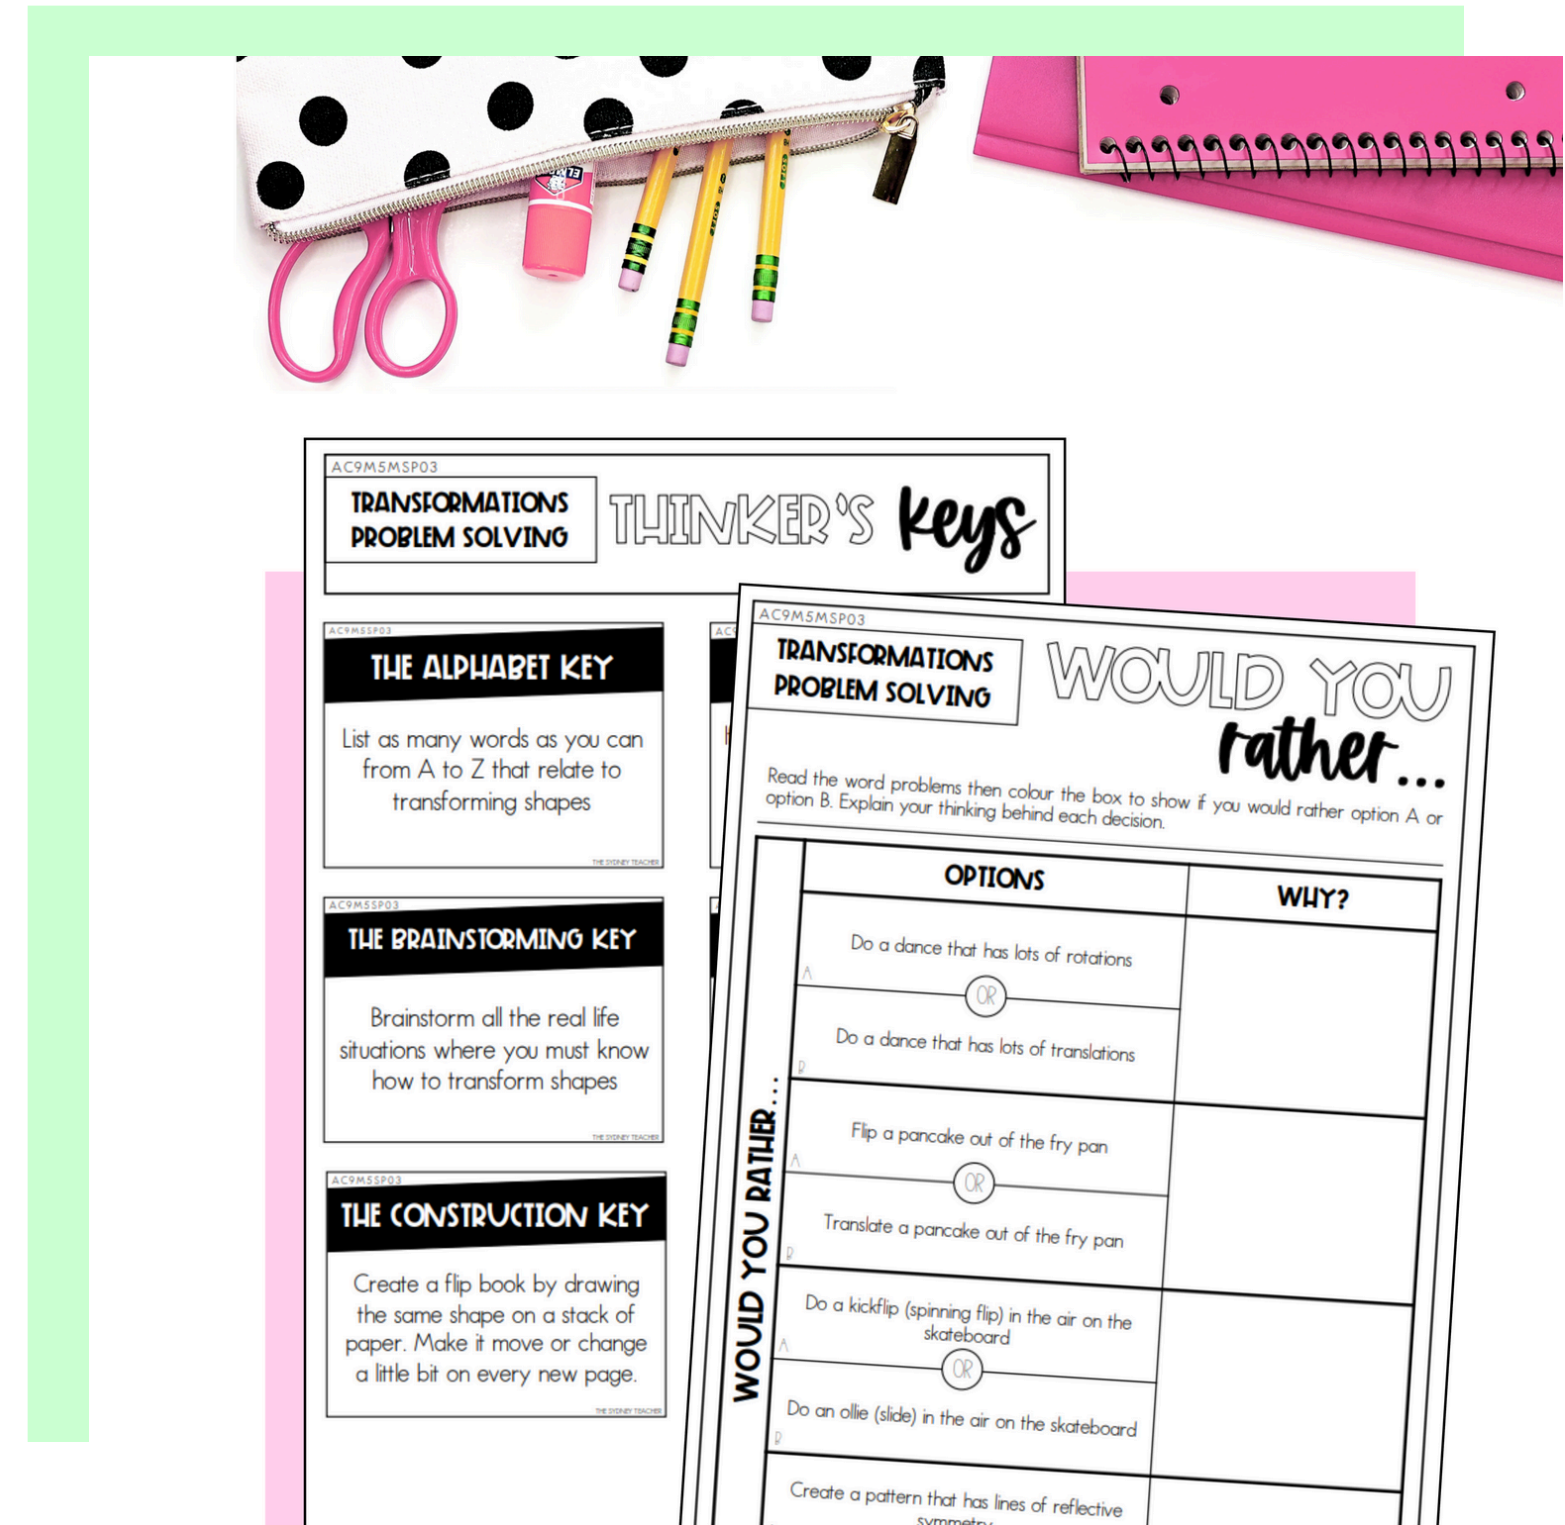 AC9M5MSP03
TRANSFORMATIONS
PROBLEM SOLVING
THINKER'S keys
AC9M5SP03
THE ALPHABET KEY
List as many words as you can
from A to Z that relate to
transforming shapes
THE SYDNEY TEACHER
AC9M5SP03
THE BRAINSTORMING KEY
Brainstorm all the real life
situations where you must know
how to transform shapes
THE SYDNEY TEACHER
AC9M5SP03
THE CONSTRUCTION KEY
Create a flip book by drawing
the same shape on a stack of
paper. Make it move or change
a little bit on every new page.
THE SYDNEY TEACHER
AC9M5MSP03
TRANSFORMATIONS
PROBLEM SOLVING
WOULD YOU
rather...
Read the word problems then colour the box to show if you would rather option A or
option B. Explain your thinking behind each decision.
WOULD YOU RATHER...
OPTIONS
WHY?
Do a dance that has lots of rotations
A
OR
Do a dance that has lots of translations
B
Flip a pancake out of the fry pan
A
OR
Translate a pancake out of the fry pan
B
Do a kickflip (spinning flip) in the air on the
skateboard
A
OR
Do an ollie (slide) in the air on the skateboard
B
Create a pattern that has lines of reflective
symmetry